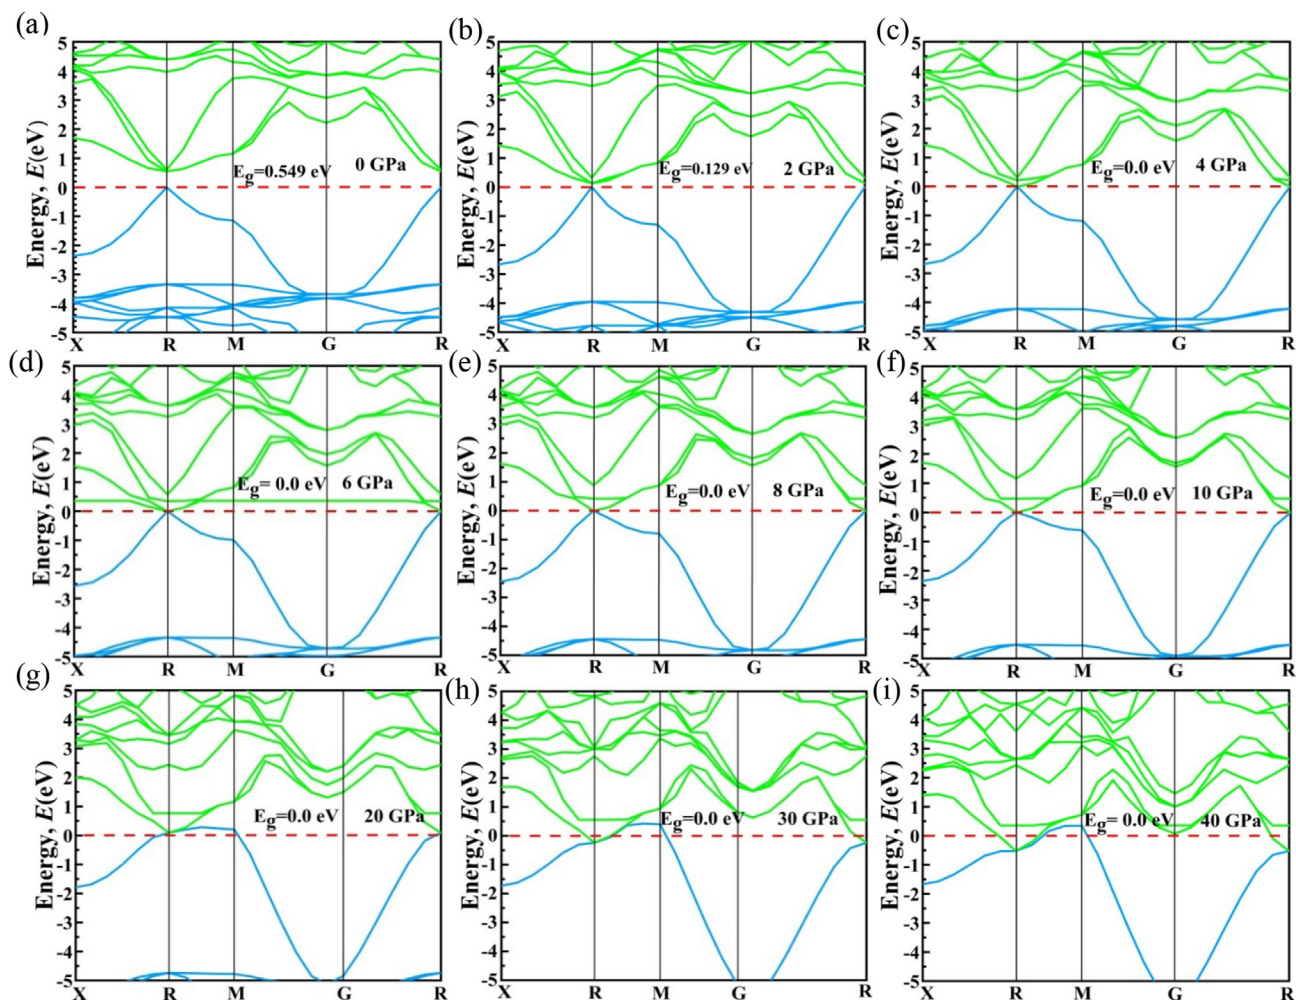 (a)
5
4
3
2
1
0
-1
-2
-3
-4
-5
Energy, E(eV)
Eg=0.549 eV
0 GPa
X R M G R
(b)
5
4
3
2
1
0
-1
-2
-3
-4
-5
Energy, E(eV)
Eg=0.129 eV
2 GPa
X R M G R
(c)
5
4
3
2
1
0
-1
-2
-3
-4
-5
Energy, E(eV)
Eg=0.0 eV
4 GPa
X R M G R
(d)
5
4
3
2
1
0
-1
-2
-3
-4
-5
Energy, E(eV)
Eg= 0.0 eV
6 GPa
X R M G R
(e)
5
4
3
2
1
0
-1
-2
-3
-4
-5
Energy, E(eV)
Eg=0.0 eV
8 GPa
X R M G R
(f)
5
4
3
2
1
0
-1
-2
-3
-4
-5
Energy, E(eV)
Eg=0.0 eV
10 GPa
X R M G R
(g)
5
4
3
2
1
0
-1
-2
-3
-4
-5
Energy, E(eV)
Eg=0.0 eV
20 GPa
X R M G R
(h)
5
4
3
2
1
0
-1
-2
-3
-4
-5
Energy, E(eV)
Eg=0.0 eV
30 GPa
X R M G R
(i)
5
4
3
2
1
0
-1
-2
-3
-4
-5
Energy, E(eV)
Eg= 0.0 eV
40 GPa
X R M G R